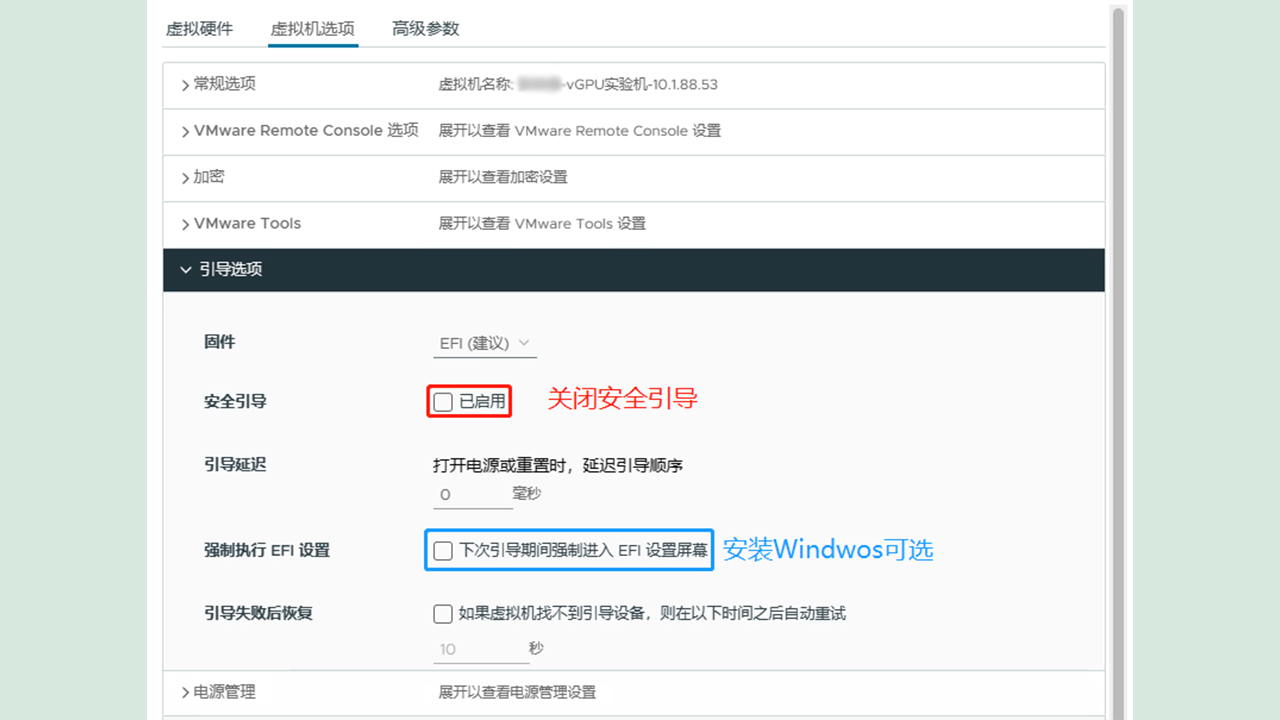 虚拟硬件 虚拟机选项 高级参数
常规选项 虚拟机名称: -vGPU实验机-10.1.88.53
VMware Remote Console 选项 展开以查看 VMware Remote Console 设置
加密 展开以查看加密设置
VMware Tools 展开以查看 VMware Tools 设置
引导选项
固件 EFI (建议)
安全引导 已启用 关闭安全引导
引导延迟 打开电源或重置时，延迟引导顺序
0 毫秒
强制执行 EFI 设置 下次引导期间强制进入 EFI 设置屏幕 安装Windwos可选
引导失败后恢复 如果虚拟机找不到引导设备，则在以下时间之后自动重试
10 秒
电源管理 展开以查看电源管理设置